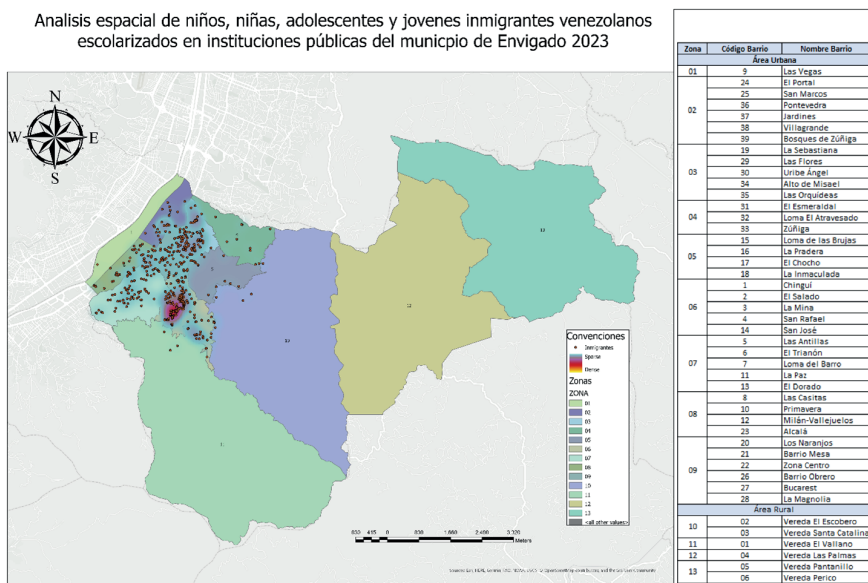 Analisis espacial de niños, niñas, adolescentes y jovenes inmigrantes venezolanos
escolarizados en instituciones públicas del municpio de Envigado 2023
N
W E
S
Convenciones
Inmigrantes
Sparse
Dense
Zonas
ZONA
01
02
03
04
05
06
07
08
09
10
11
12
13
<all other values>
Meters
Zona Código Barrio Nombre Barrio
Área Urbana
01 9 Las Vegas
02
24 El Portal
25 San Marcos
36 Pontevedra
37 Jardines
38 Villagrande
39 Bosques de Zúñiga
03
19 La Sebastiana
29 Las Flores
30 Uribe Ángel
34 Alto de Misael
35 Las Orquídeas
04
31 El Esmeraldal
32 Loma El Atravesado
33 Zúñiga
05
15 Loma de las Brujas
16 La Pradera
17 El Chocho
18 La Inmaculada
06
1 Chinguí
2 El Salado
3 La Mina
4 San Rafael
14 San José
07
5 Las Antillas
6 El Trianón
7 Loma del Barro
11 La Paz
13 El Dorado
08
8 Las Casitas
10 Primavera
12 Milán-Vallejuelos
23 Alcalá
09
20 Los Naranjos
21 Barrio Mesa
22 Zona Centro
26 Barrio Obrero
27 Bucarest
28 La Magnolia
Área Rural
10
02 Vereda El Escobero
03 Vereda Santa Catalina
11 01 Vereda El Vallano
12 04 Vereda Las Palmas
13
05 Vereda Pantanillo
06 Vereda Perico